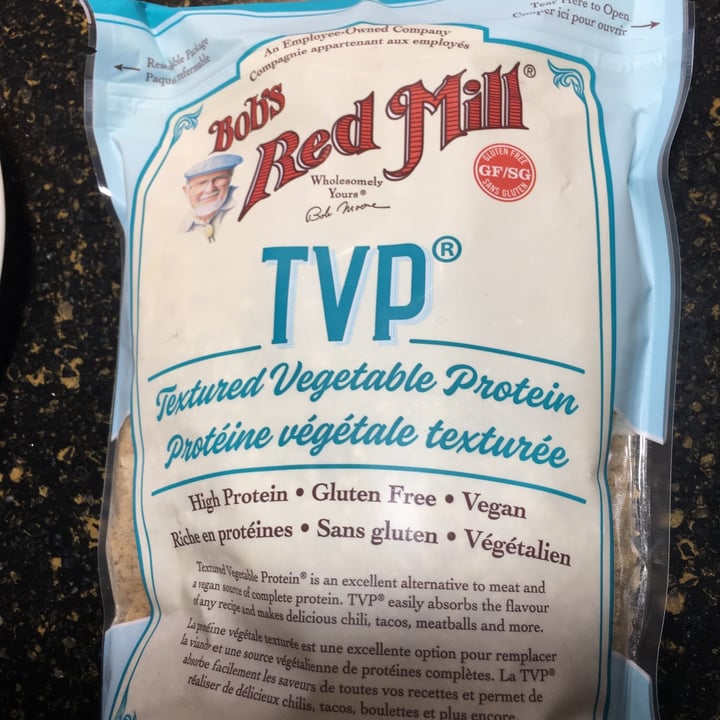 Tear Here to Open
Couper ici pour ouvrir
Resealable Package
Paquet refermable
An Employee-Owned Company
Compagnie appartenant aux employés
Bob's
Red Mill®
GLUTEN FREE
GF/SG
SANS GLUTEN
Wholesomely
Yours®
Bob Moore
TVP®
Textured Vegetable Protein
Protéine végétale texturée
High Protein • Gluten Free • Vegan
Riche en protéines • Sans gluten • Végétalien
Textured Vegetable Protein® is an excellent alternative to meat and
a vegan source of complete protein. TVP® easily absorbs the flavour
of any recipe and makes delicious chili, tacos, meatballs and more.
La protéine végétale texturée est une excellente option pour remplacer
la viande et une source végétalienne de protéines complètes. La TVP®
absorbe facilement les saveurs de toutes vos recettes et permet de
réaliser de délicieux chilis, tacos, boulettes et plus encore.